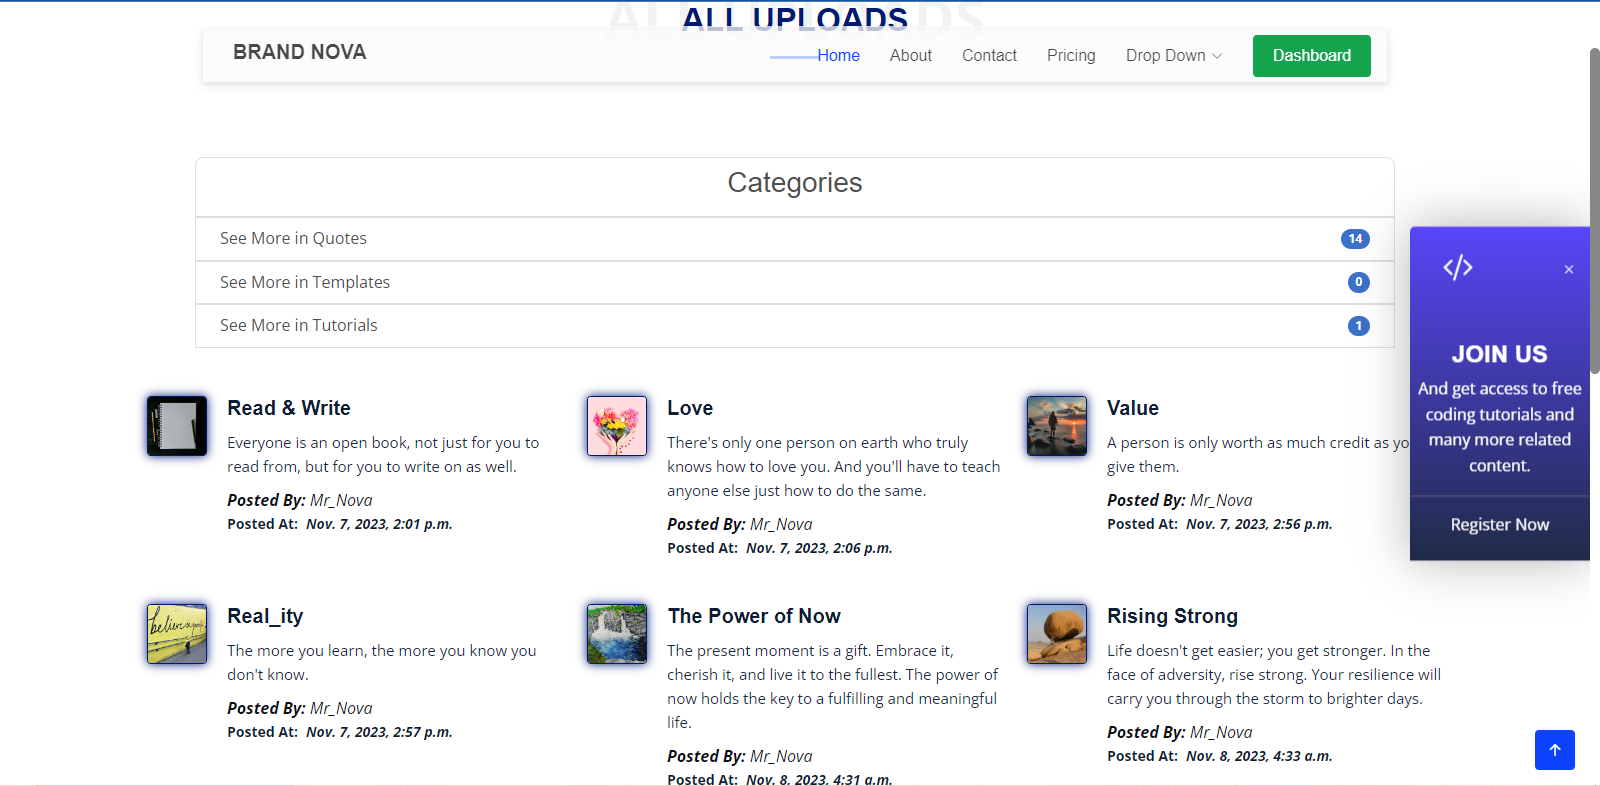 ALL UPLOADS
ALL UPLOADS
BRAND NOVA
Home
About
Contact
Pricing
Drop Down
Dashboard
Categories
See More in Quotes
14
See More in Templates
0
See More in Tutorials
1
</>
×
JOIN US
And get access to free
coding tutorials and
many more related
content.
Register Now
Read & Write
Everyone is an open book, not just for you to
read from, but for you to write on as well.
Posted By: Mr_Nova
Posted At: Nov. 7, 2023, 2:01 p.m.
Love
There's only one person on earth who truly
knows how to love you. And you'll have to teach
anyone else just how to do the same.
Posted By: Mr_Nova
Posted At: Nov. 7, 2023, 2:06 p.m.
Value
A person is only worth as much credit as yo
give them.
Posted By: Mr_Nova
Posted At: Nov. 7, 2023, 2:56 p.m.
believe in
Real_ity
The more you learn, the more you know you
don't know.
Posted By: Mr_Nova
Posted At: Nov. 7, 2023, 2:57 p.m.
The Power of Now
The present moment is a gift. Embrace it,
cherish it, and live it to the fullest. The power of
now holds the key to a fulfilling and meaningful
life.
Posted By: Mr_Nova
Posted At: Nov. 8, 2023, 4:31 a.m.
Rising Strong
Life doesn't get easier; you get stronger. In the
face of adversity, rise strong. Your resilience will
carry you through the storm to brighter days.
Posted By: Mr_Nova
Posted At: Nov. 8, 2023, 4:33 a.m.